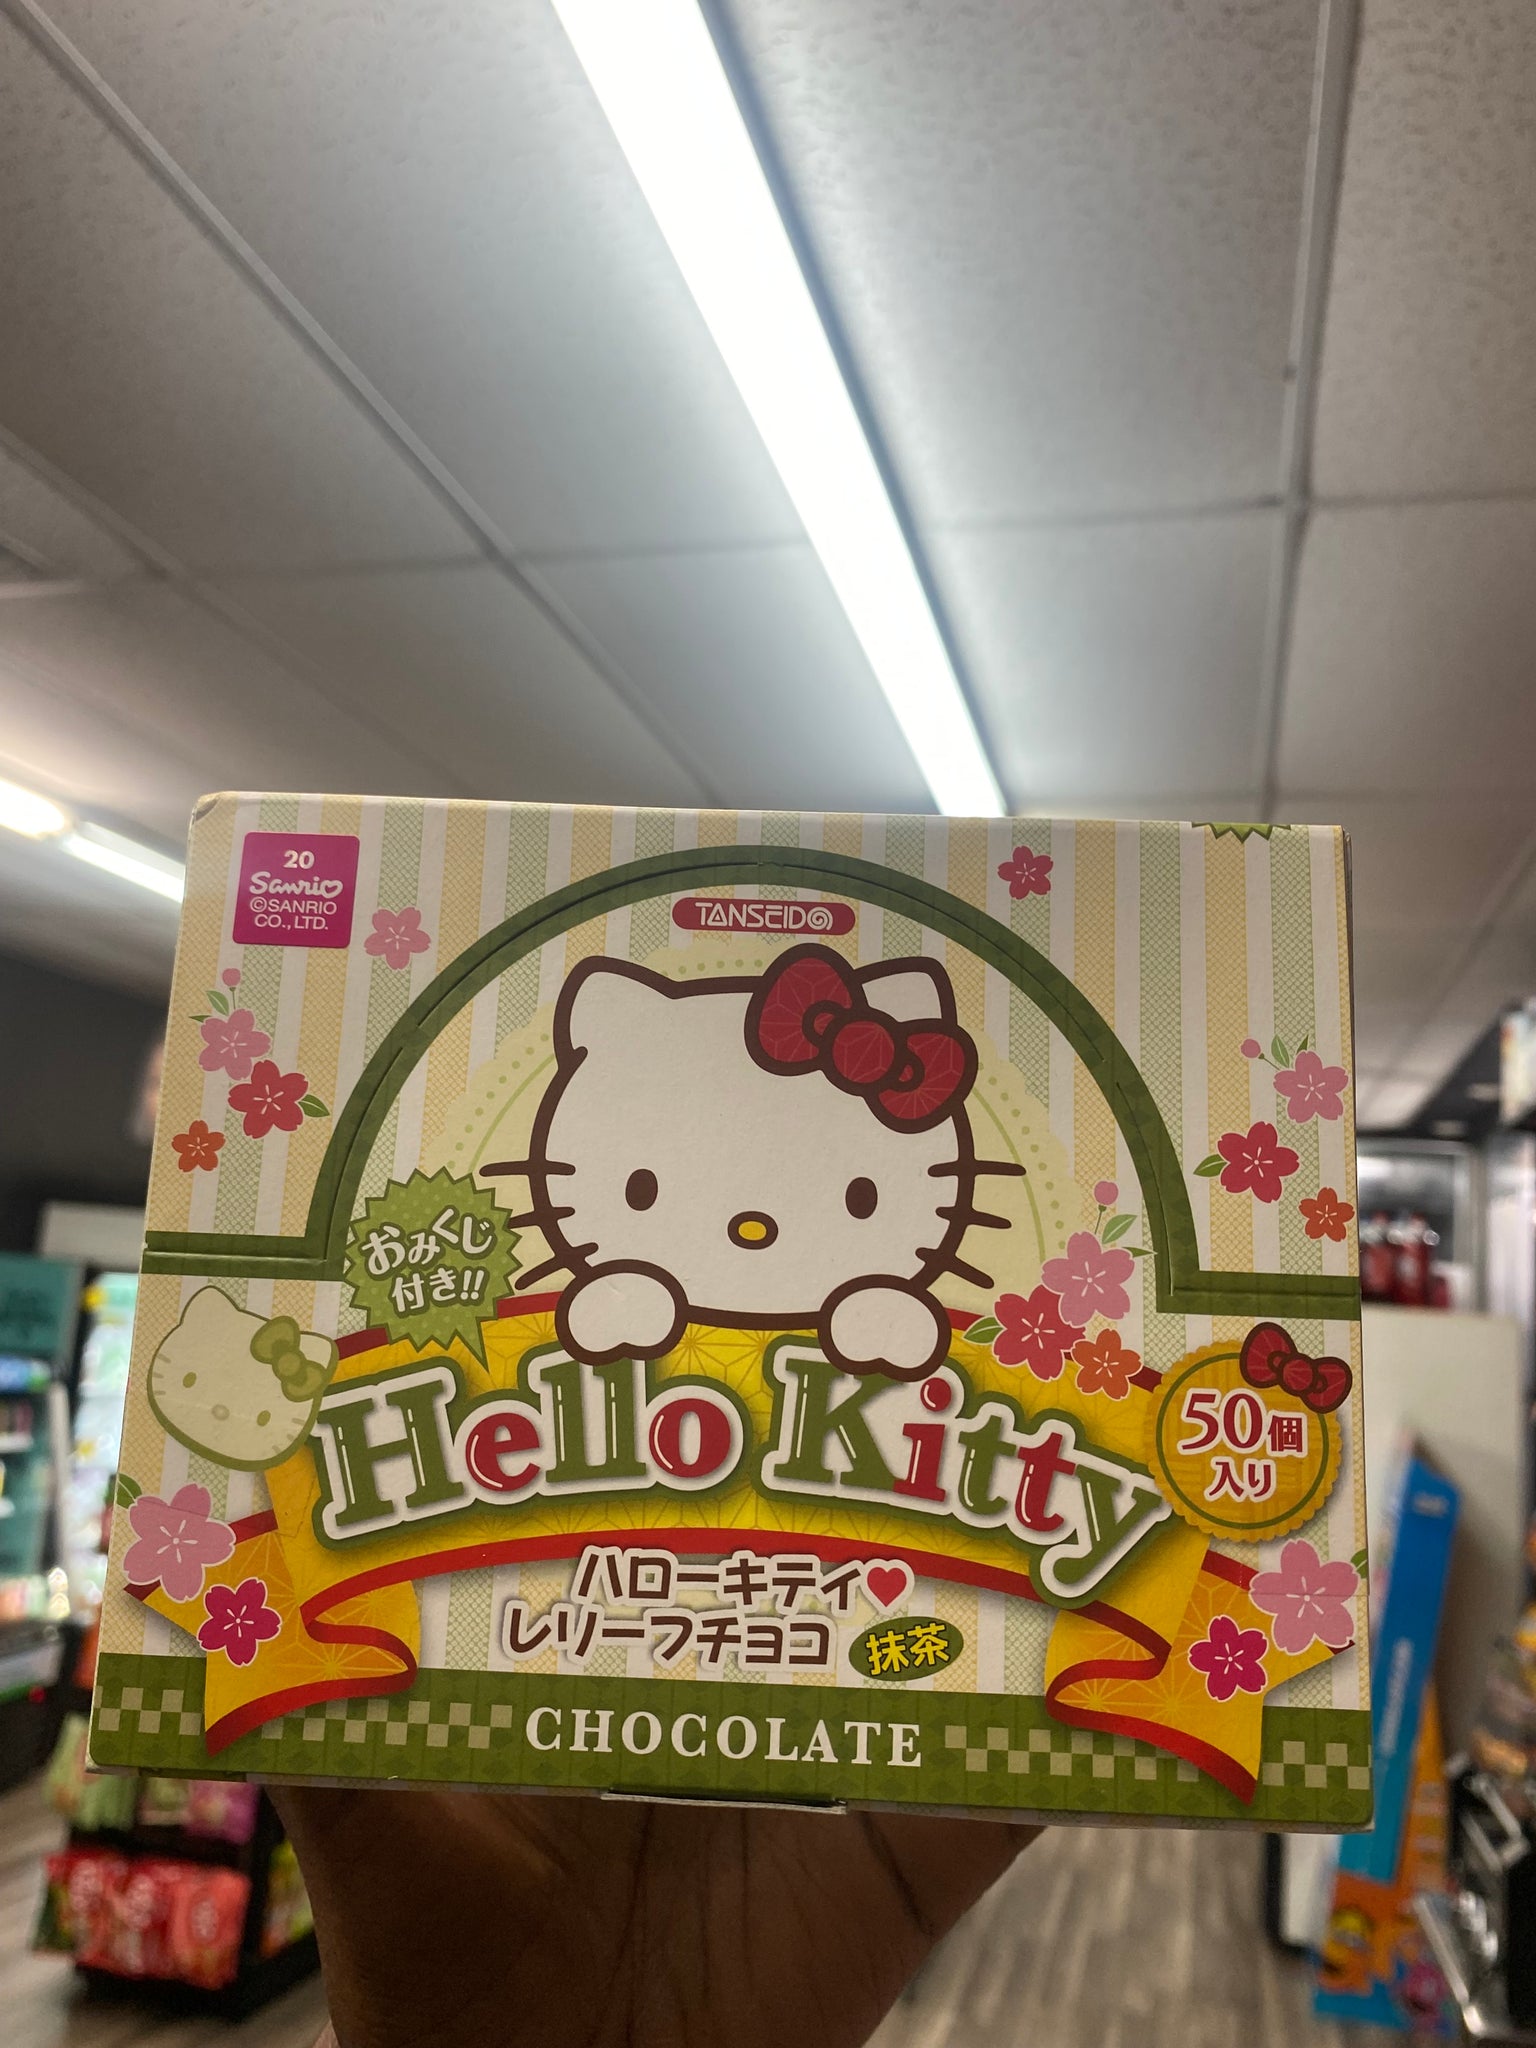 20
Sanrio
©SANRIO
CO., LTD.
TANSEIDO
おみくじ
付き!!
Hello Kitty
50個
入り
ハローキティ♥
レリーフチョコ
抹茶
CHOCOLATE